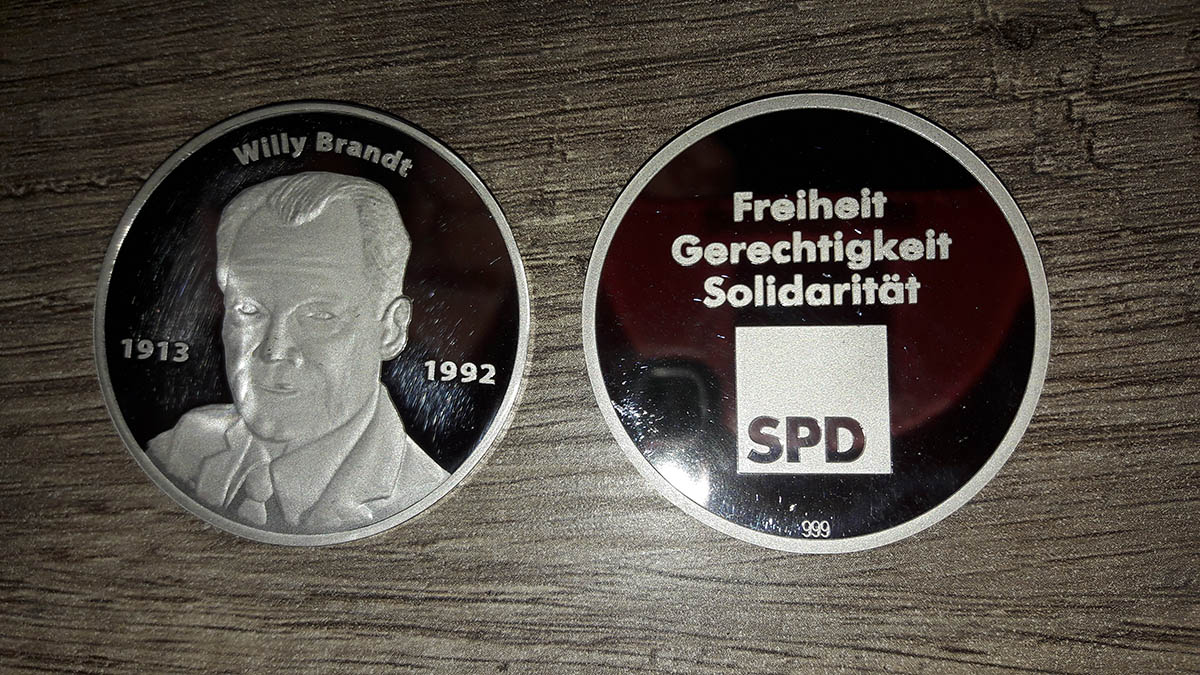 Willy Brandt
1913
1992
Freiheit
Gerechtigkeit
Solidarität
SPD
999